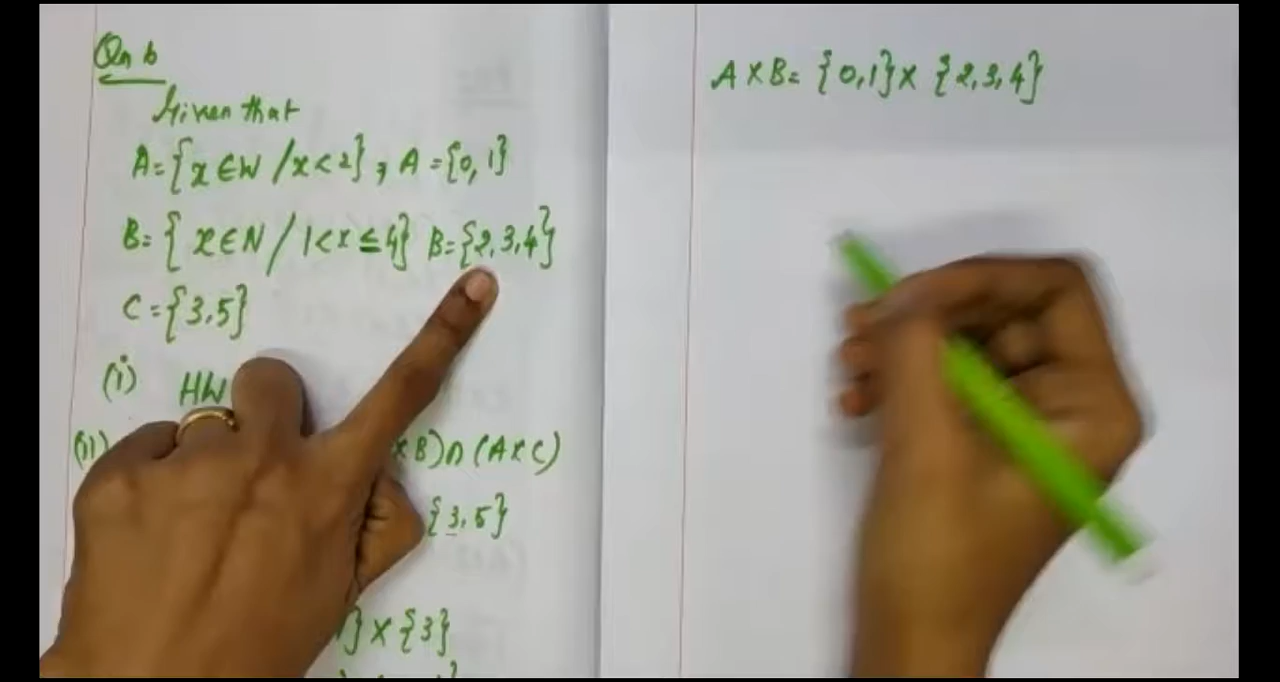 Qn 6
Given that
A={x∈W /x<2}, A={0,1}
B={x∈N / 1<x≤4} B={2,3,4}
C={3,5}
(i) HW
(ii) ×B)∩(A×C)
{3,5}
}×{3}
A×B= {0,1}× {2,3,4}